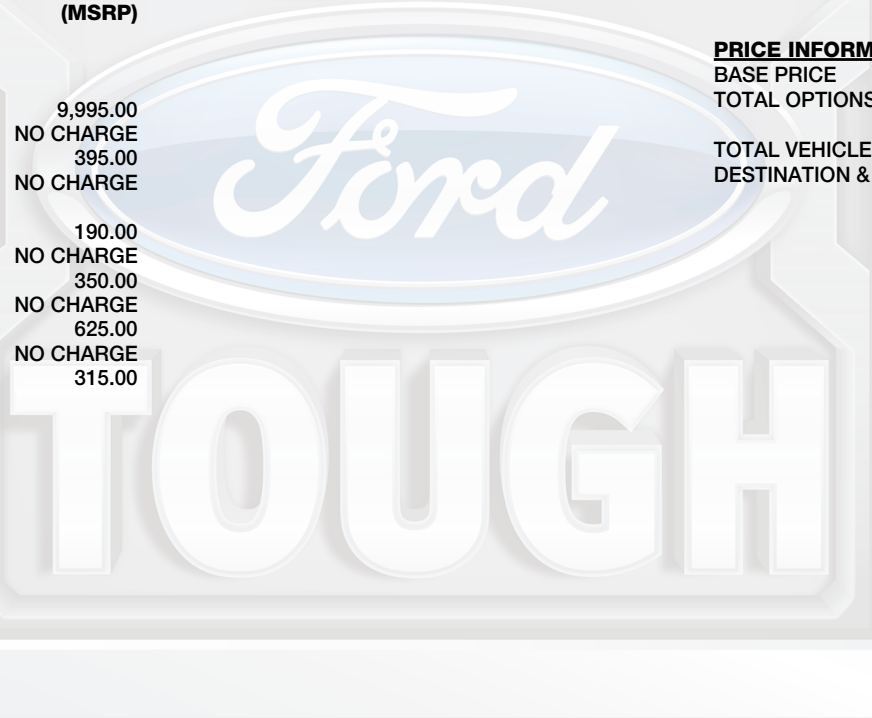 (MSRP)
9,995.00
NO CHARGE
395.00
NO CHARGE
190.00
NO CHARGE
350.00
NO CHARGE
625.00
NO CHARGE
315.00
PRICE INFORM
BASE PRICE
TOTAL OPTIONS
TOTAL VEHICLE
DESTINATION &
Ford
TOUGH